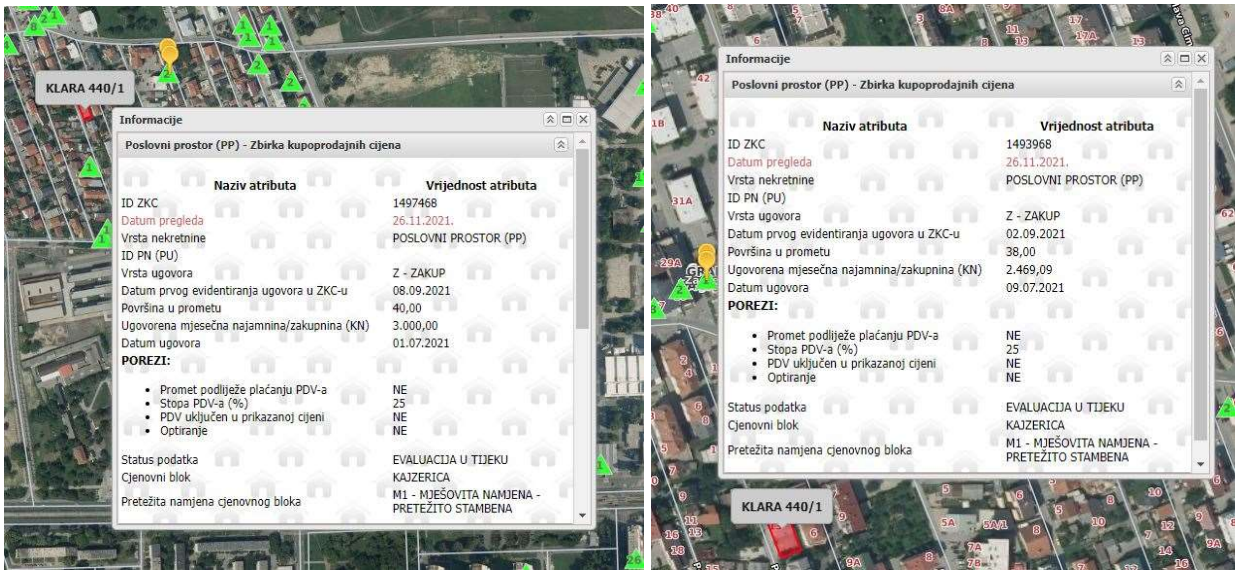 KLARA 440/1
Informacije
Poslovni prostor (PP) - Zbirka kupoprodajnih cijena
Naziv atributa Vrijednost atributa
ID ZKC 1497468
Datum pregleda 26.11.2021.
Vrsta nekretnine POSLOVNI PROSTOR (PP)
ID PN (PU)
Vrsta ugovora Z - ZAKUP
Datum prvog evidentiranja ugovora u ZKC-u 08.09.2021
Površina u prometu 40,00
Ugovorena mjesečna najamnina/zakupnina (KN) 3.000,00
Datum ugovora 01.07.2021
POREZI:
• Promet podliježe plaćanju PDV-a NE
• Stopa PDV-a (%) 25
• PDV uključen u prikazanoj cijeni NE
• Optiranje NE
Status podatka EVALUACIJA U TIJEKU
Cjenovni blok KAJZERICA
Pretežita namjena cjenovnog bloka M1 - MJEŠOVITA NAMJENA -
PRETEŽITO STAMBENA
Informacije
Poslovni prostor (PP) - Zbirka kupoprodajnih cijena
Naziv atributa Vrijednost atributa
ID ZKC 1493968
Datum pregleda 26.11.2021.
Vrsta nekretnine POSLOVNI PROSTOR (PP)
ID PN (PU)
Vrsta ugovora Z - ZAKUP
Datum prvog evidentiranja ugovora u ZKC-u 02.09.2021
Površina u prometu 38,00
Ugovorena mjesečna najamnina/zakupnina (KN) 2.469,09
Datum ugovora 09.07.2021
POREZI:
• Promet podliježe plaćanju PDV-a NE
• Stopa PDV-a (%) 25
• PDV uključen u prikazanoj cijeni NE
• Optiranje NE
Status podatka EVALUACIJA U TIJEKU
Cjenovni blok KAJZERICA
Pretežita namjena cjenovnog bloka M1 - MJEŠOVITA NAMJENA -
PRETEŽITO STAMBENA
KLARA 440/1